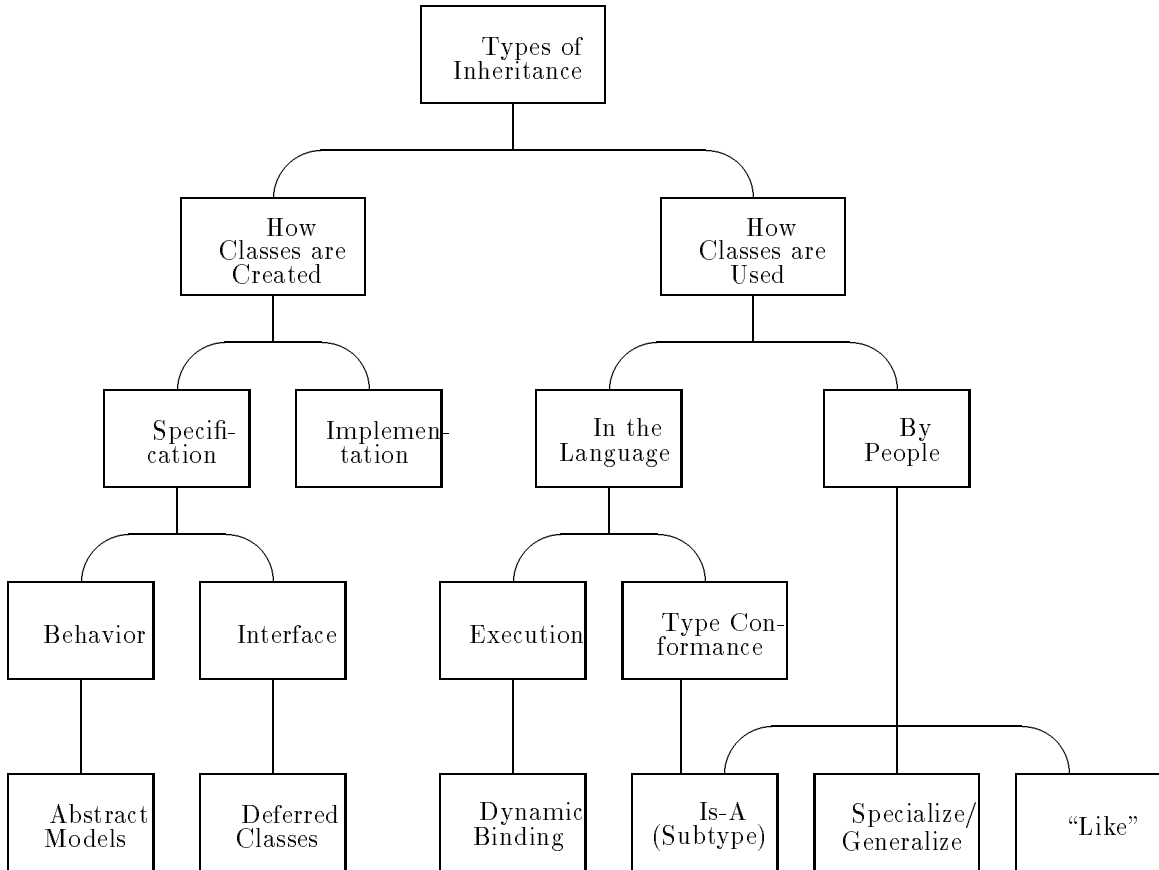 Types of
Inheritance
How
Classes are
Created
How
Classes are
Used
Specifi-
cation
Implemen-
tation
In the
Language
By
People
Behavior
Interface
Execution
Type Con-
formance
Abstract
Models
Deferred
Classes
Dynamic
Binding
Is-A
(Subtype)
Specialize/
Generalize
“Like”